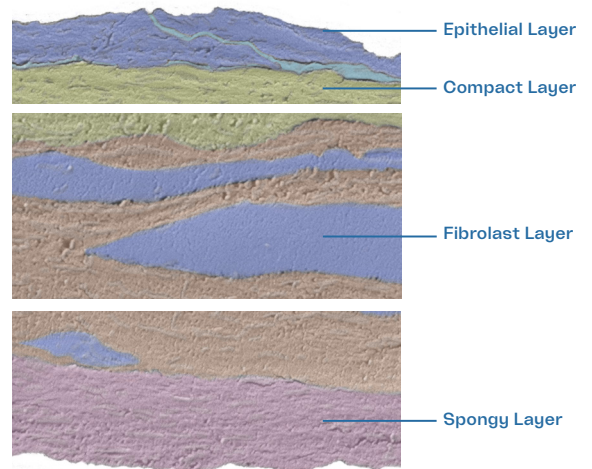 Epithelial Layer
Compact Layer
Fibrolast Layer
Spongy Layer